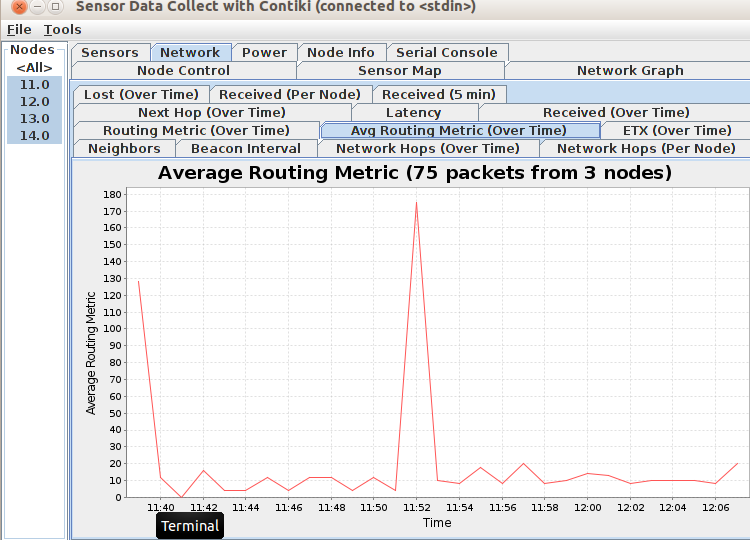 Sensor Data Collect with Contiki (connected to <stdin>)
File Tools
Nodes
<All>
11.0
12.0
13.0
14.0
Sensors Network Power Node Info Serial Console
Node Control Sensor Map Network Graph
Lost (Over Time) Received (Per Node) Received (5 min)
Next Hop (Over Time) Latency Received (Over Time)
Routing Metric (Over Time) Avg Routing Metric (Over Time) ETX (Over Time)
Neighbors Beacon Interval Network Hops (Over Time) Network Hops (Per Node)
Average Routing Metric (75 packets from 3 nodes)
Average Routing Metric
180
170
160
150
140
130
120
110
100
90
80
70
60
50
40
30
20
10
0
11:40 11:42 11:44 11:46 11:48 11:50 11:52 11:54 11:56 11:58 12:00 12:02 12:04 12:06
Time
Terminal